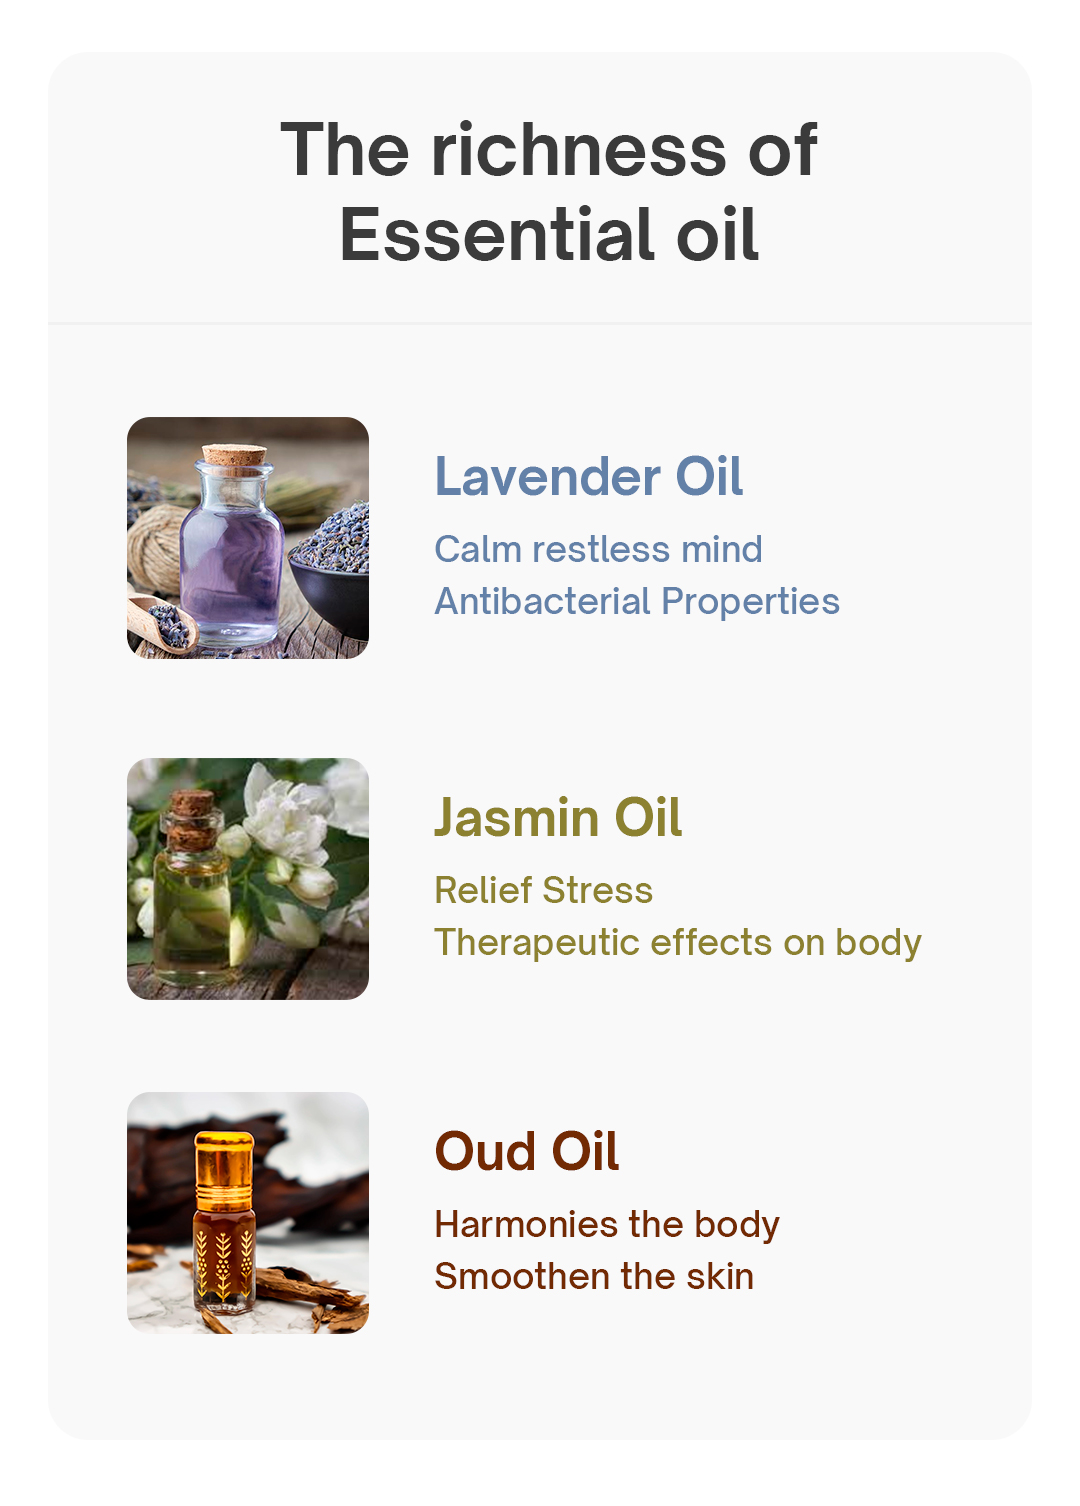 The richness of
Essential oil
Lavender Oil
Calm restless mind
Antibacterial Properties
Jasmin Oil
Relief Stress
Therapeutic effects on body
Oud Oil
Harmonies the body
Smoothen the skin